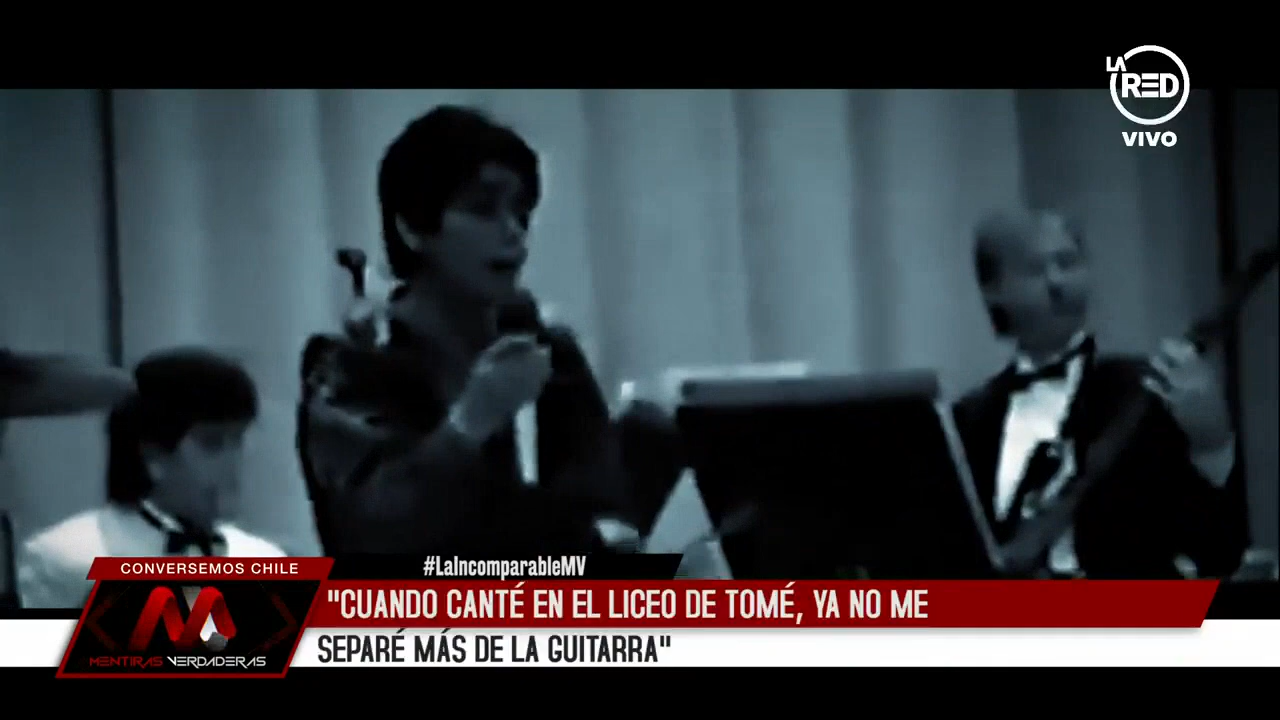 LA
RED
VIVO
#LaIncomparableMV
CONVERSEMOS CHILE
"CUANDO CANTÉ EN EL LICEO DE TOMÉ, YA NO ME
SEPARÉ MÁS DE LA GUITARRA"
MENTIRAS VERDADERAS